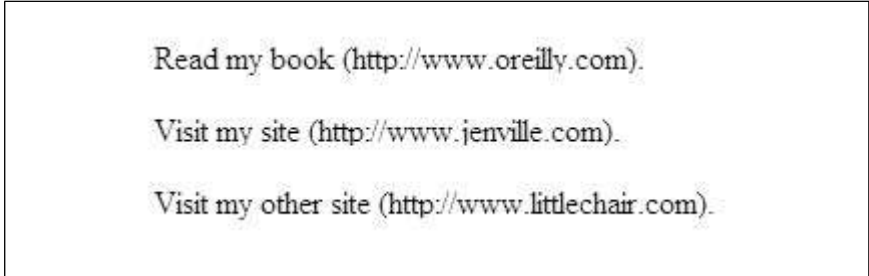 Read my book (http://www.oreilly.com).
Visit my site (http://www.jenville.com).
Visit my other site (http://www.littlechair.com).